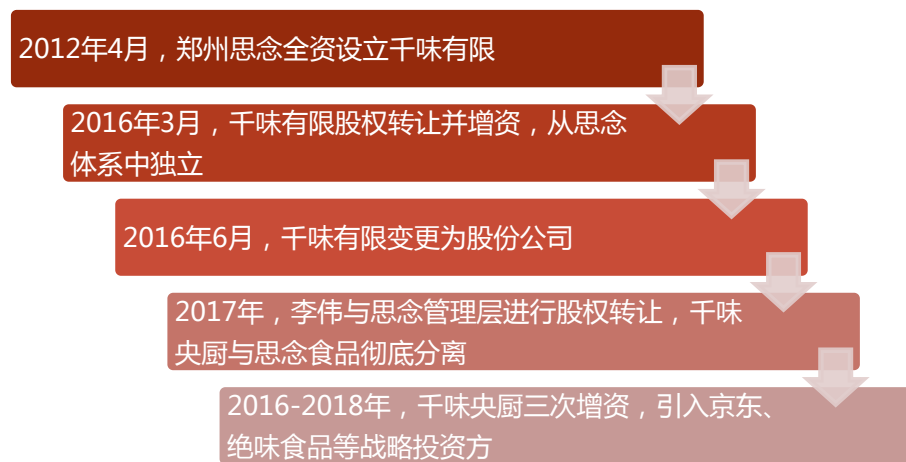 2012年4月，郑州思念全资设立千味有限
2016年3月，千味有限股权转让并增资，从思念
体系中独立
2016年6月，千味有限变更为股份公司
2017年，李伟与思念管理层进行股权转让，千味
央厨与思念食品彻底分离
2016-2018年，千味央厨三次增资，引入京东、
绝味食品等战略投资方